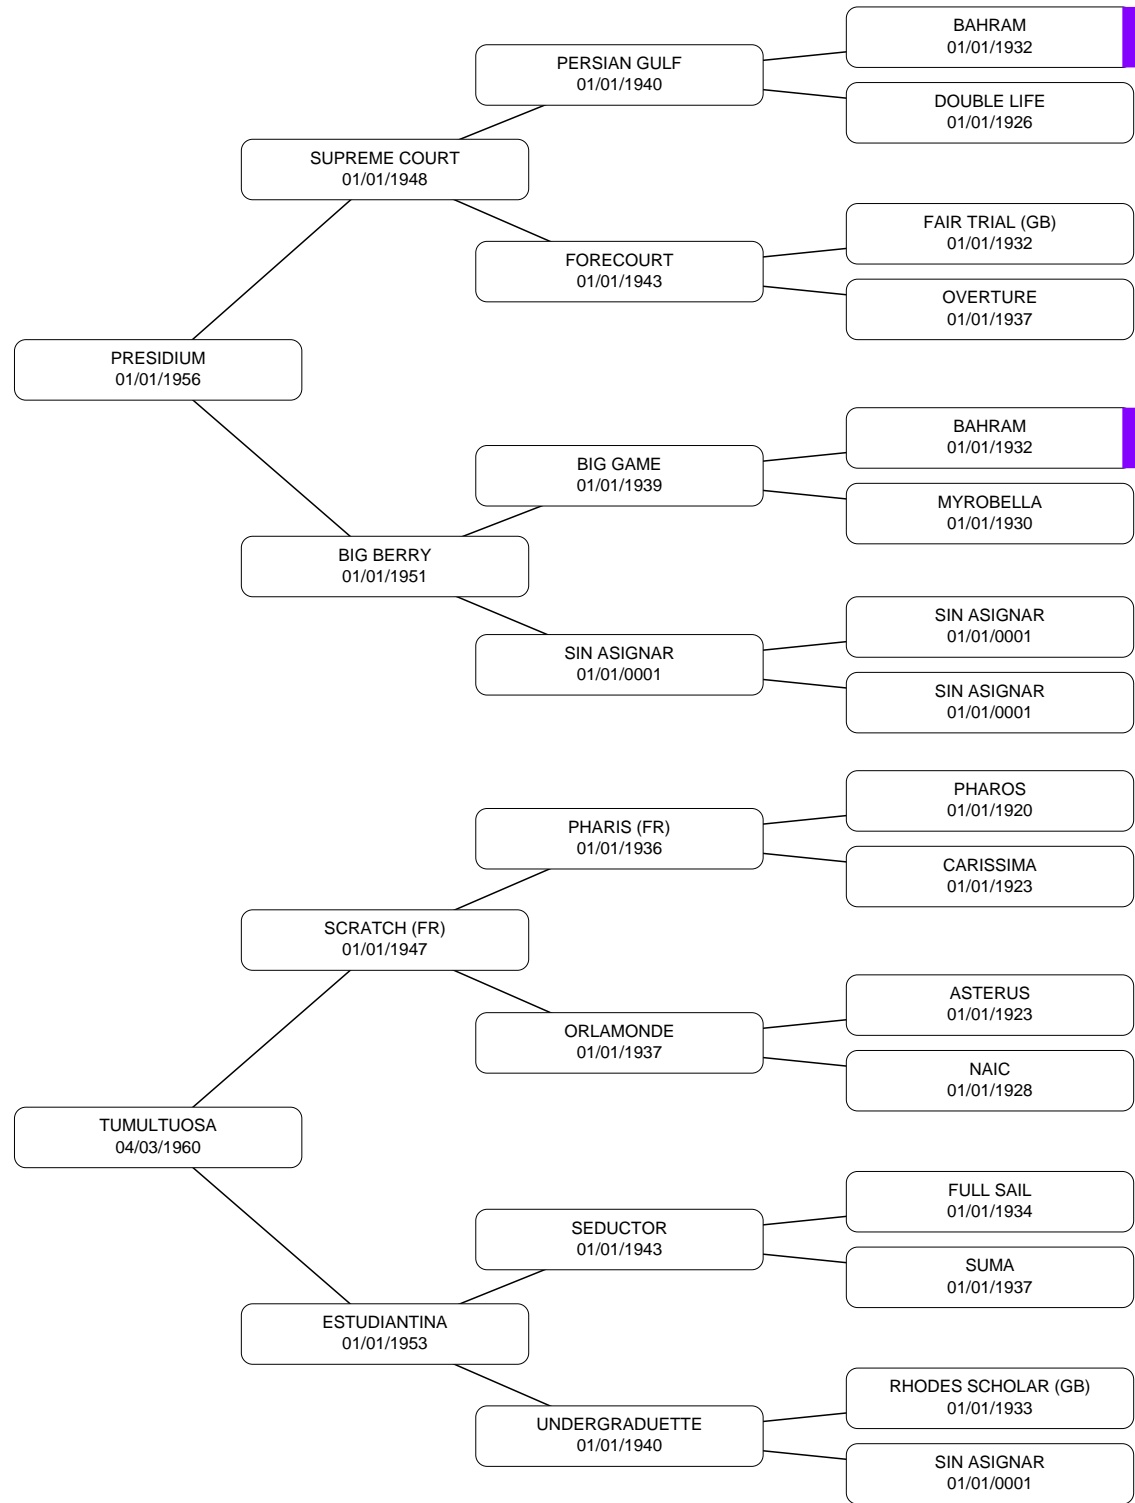 BAHRAM
01/01/1932
PERSIAN GULF
01/01/1940
DOUBLE LIFE
01/01/1926
SUPREME COURT
01/01/1948
FAIR TRIAL (GB)
01/01/1932
FORECOURT
01/01/1943
OVERTURE
01/01/1937
PRESIDIUM
01/01/1956
BAHRAM
01/01/1932
BIG GAME
01/01/1939
MYROBELLA
01/01/1930
BIG BERRY
01/01/1951
SIN ASIGNAR
01/01/0001
SIN ASIGNAR
01/01/0001
SIN ASIGNAR
01/01/0001
PHAROS
01/01/1920
PHARIS (FR)
01/01/1936
CARISSIMA
01/01/1923
SCRATCH (FR)
01/01/1947
ASTERUS
01/01/1923
ORLAMONDE
01/01/1937
NAIC
01/01/1928
TUMULTUOSA
04/03/1960
FULL SAIL
01/01/1934
SEDUCTOR
01/01/1943
SUMA
01/01/1937
ESTUDIANTINA
01/01/1953
RHODES SCHOLAR (GB)
01/01/1933
UNDERGRADUETTE
01/01/1940
SIN ASIGNAR
01/01/0001